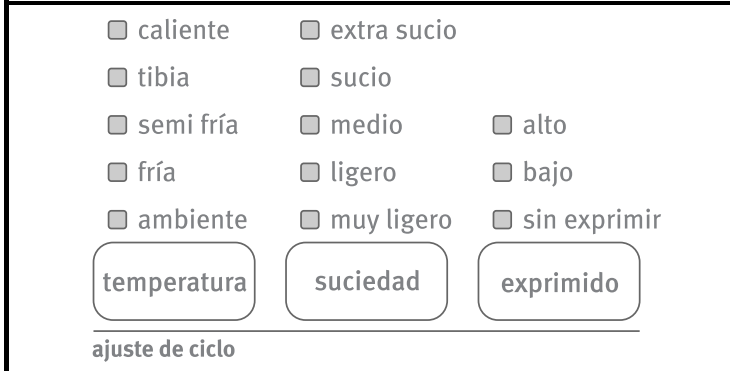 caliente extra sucio
tibia sucio
semi fría medio alto
fría ligero bajo
ambiente muy ligero sin exprimir
temperatura suciedad exprimido
ajuste de ciclo